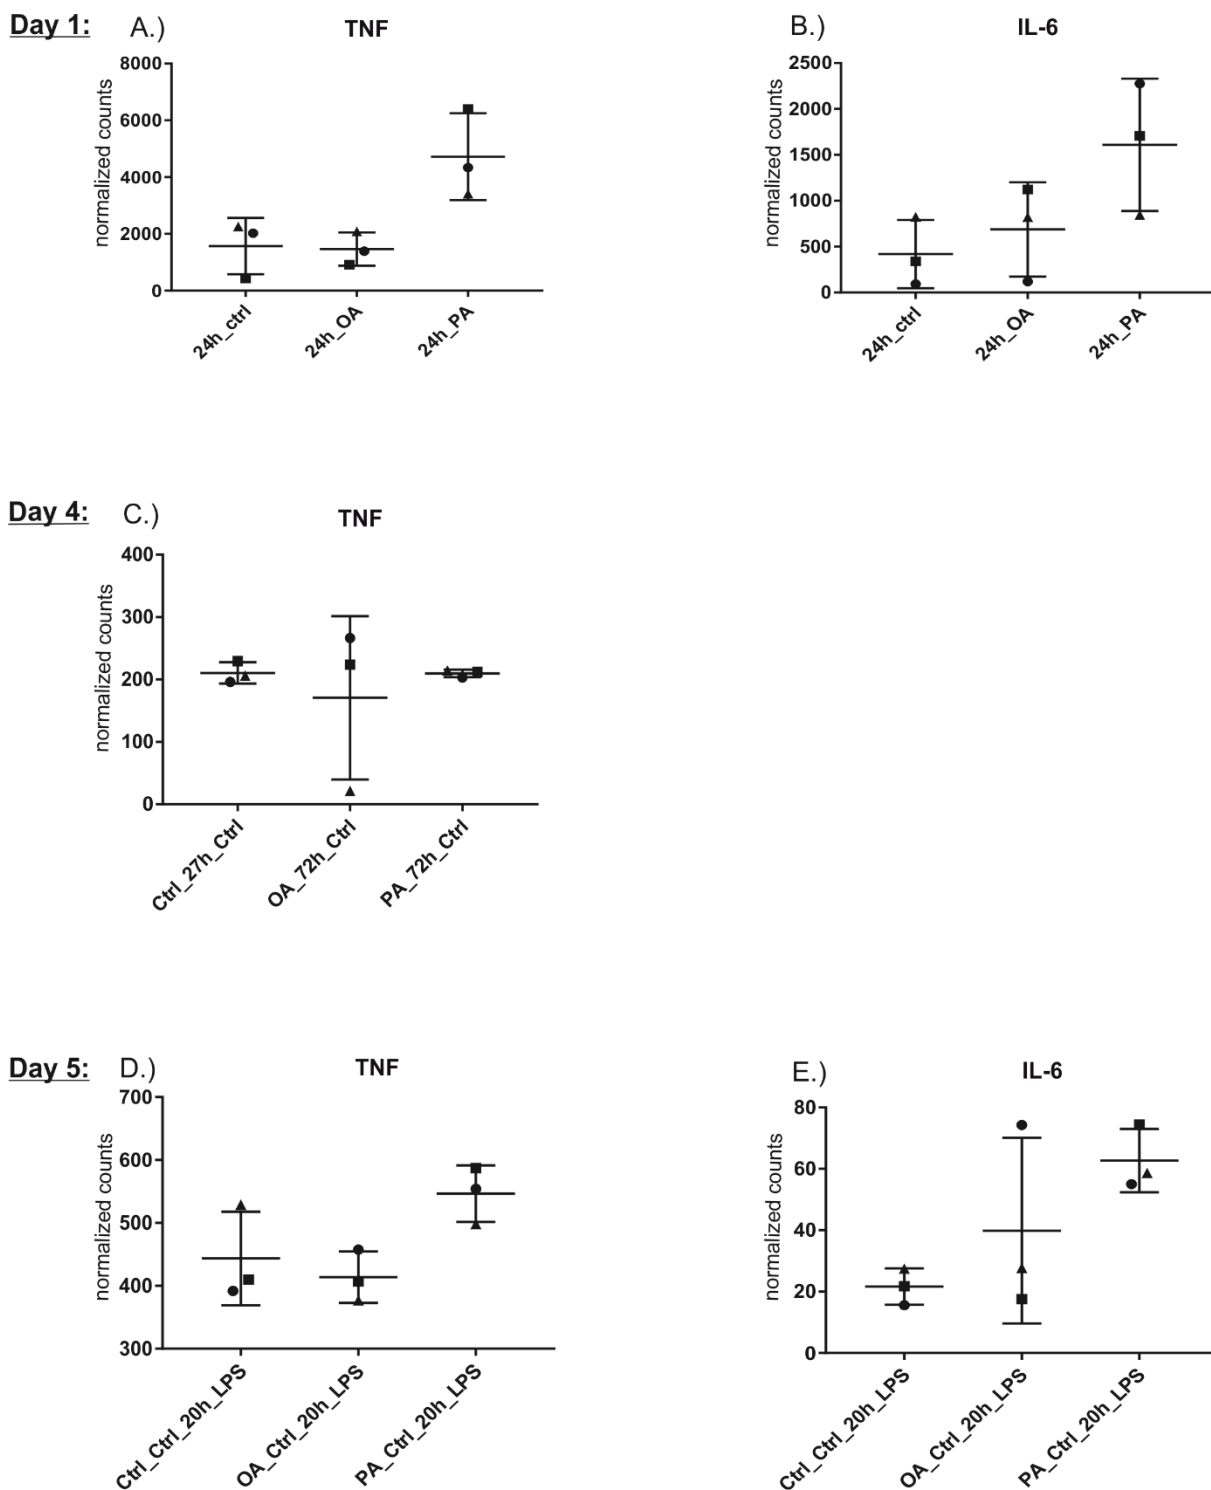 Day 1: A.) TNF
8000
6000
4000
2000
0
normalized counts
24h_ctrl
24h_OA
24h_PA
B.) IL-6
2500
2000
1500
1000
500
0
normalized counts
24h_ctrl
24h_OA
24h_PA
Day 4: C.) TNF
400
300
200
100
0
normalized counts
Ctrl_27h_Ctrl
OA_72h_Ctrl
PA_72h_Ctrl
Day 5: D.) TNF
700
600
500
400
300
normalized counts
Ctrl_Ctrl_20h_LPS
OA_Ctrl_20h_LPS
PA_Ctrl_20h_LPS
E.) IL-6
80
60
40
20
0
normalized counts
Ctrl_Ctrl_20h_LPS
OA_Ctrl_20h_LPS
PA_Ctrl_20h_LPS